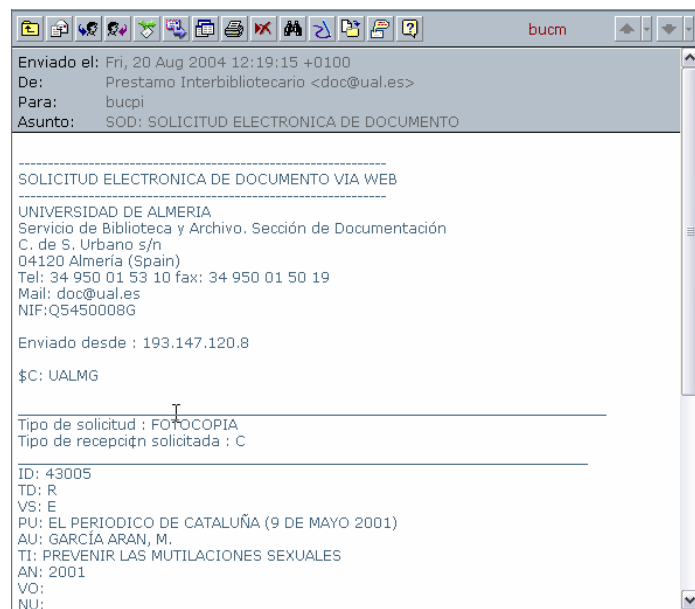 bucm
Enviado el: Fri, 20 Aug 2004 12:19:15 +0100
De: Prestamo Interbibliotecario <doc@ual.es>
Para: bucpi
Asunto: SOD: SOLICITUD ELECTRONICA DE DOCUMENTO
----------------------------------------------------------------
SOLICITUD ELECTRONICA DE DOCUMENTO VIA WEB
----------------------------------------------------------------
UNIVERSIDAD DE ALMERIA
Servicio de Biblioteca y Archivo. Sección de Documentación
C. de S. Urbano s/n
04120 Almería (Spain)
Tel: 34 950 01 53 10 fax: 34 950 01 50 19
Mail: doc@ual.es
NIF:Q5450008G
Enviado desde : 193.147.120.8
$C: UALMG
Tipo de solicitud : FOTOCOPIA
Tipo de recepci¢n solicitada : C
ID: 43005
TD: R
VS: E
PU: EL PERIODICO DE CATALUÑA (9 DE MAYO 2001)
AU: GARCÍA ARAN, M.
TI: PREVENIR LAS MUTILACIONES SEXUALES
AN: 2001
VO:
NU: